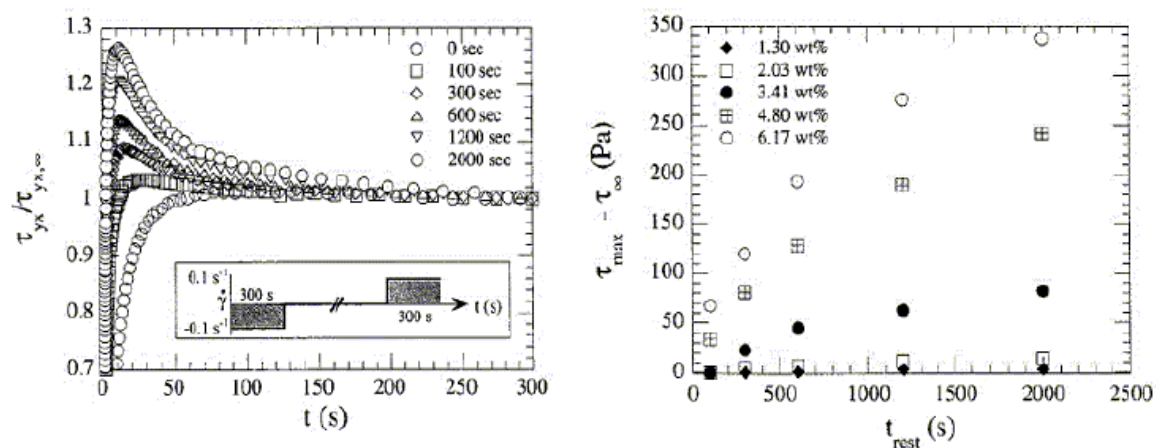 1.3
1.2
1.1
1
0.9
0.8
0.7
τyx/τyx,∞
0 sec
100 sec
300 sec
600 sec
1200 sec
2000 sec
0.1 s⁻¹
γ̇
-0.1 s⁻¹
300 s
300 s
t (s)
0 50 100 150 200 250 300
t (s)
350
300
250
200
150
100
50
0
τmax - τ∞ (Pa)
1.30 wt%
2.03 wt%
3.41 wt%
4.80 wt%
6.17 wt%
0 500 1000 1500 2000 2500
trest (s)